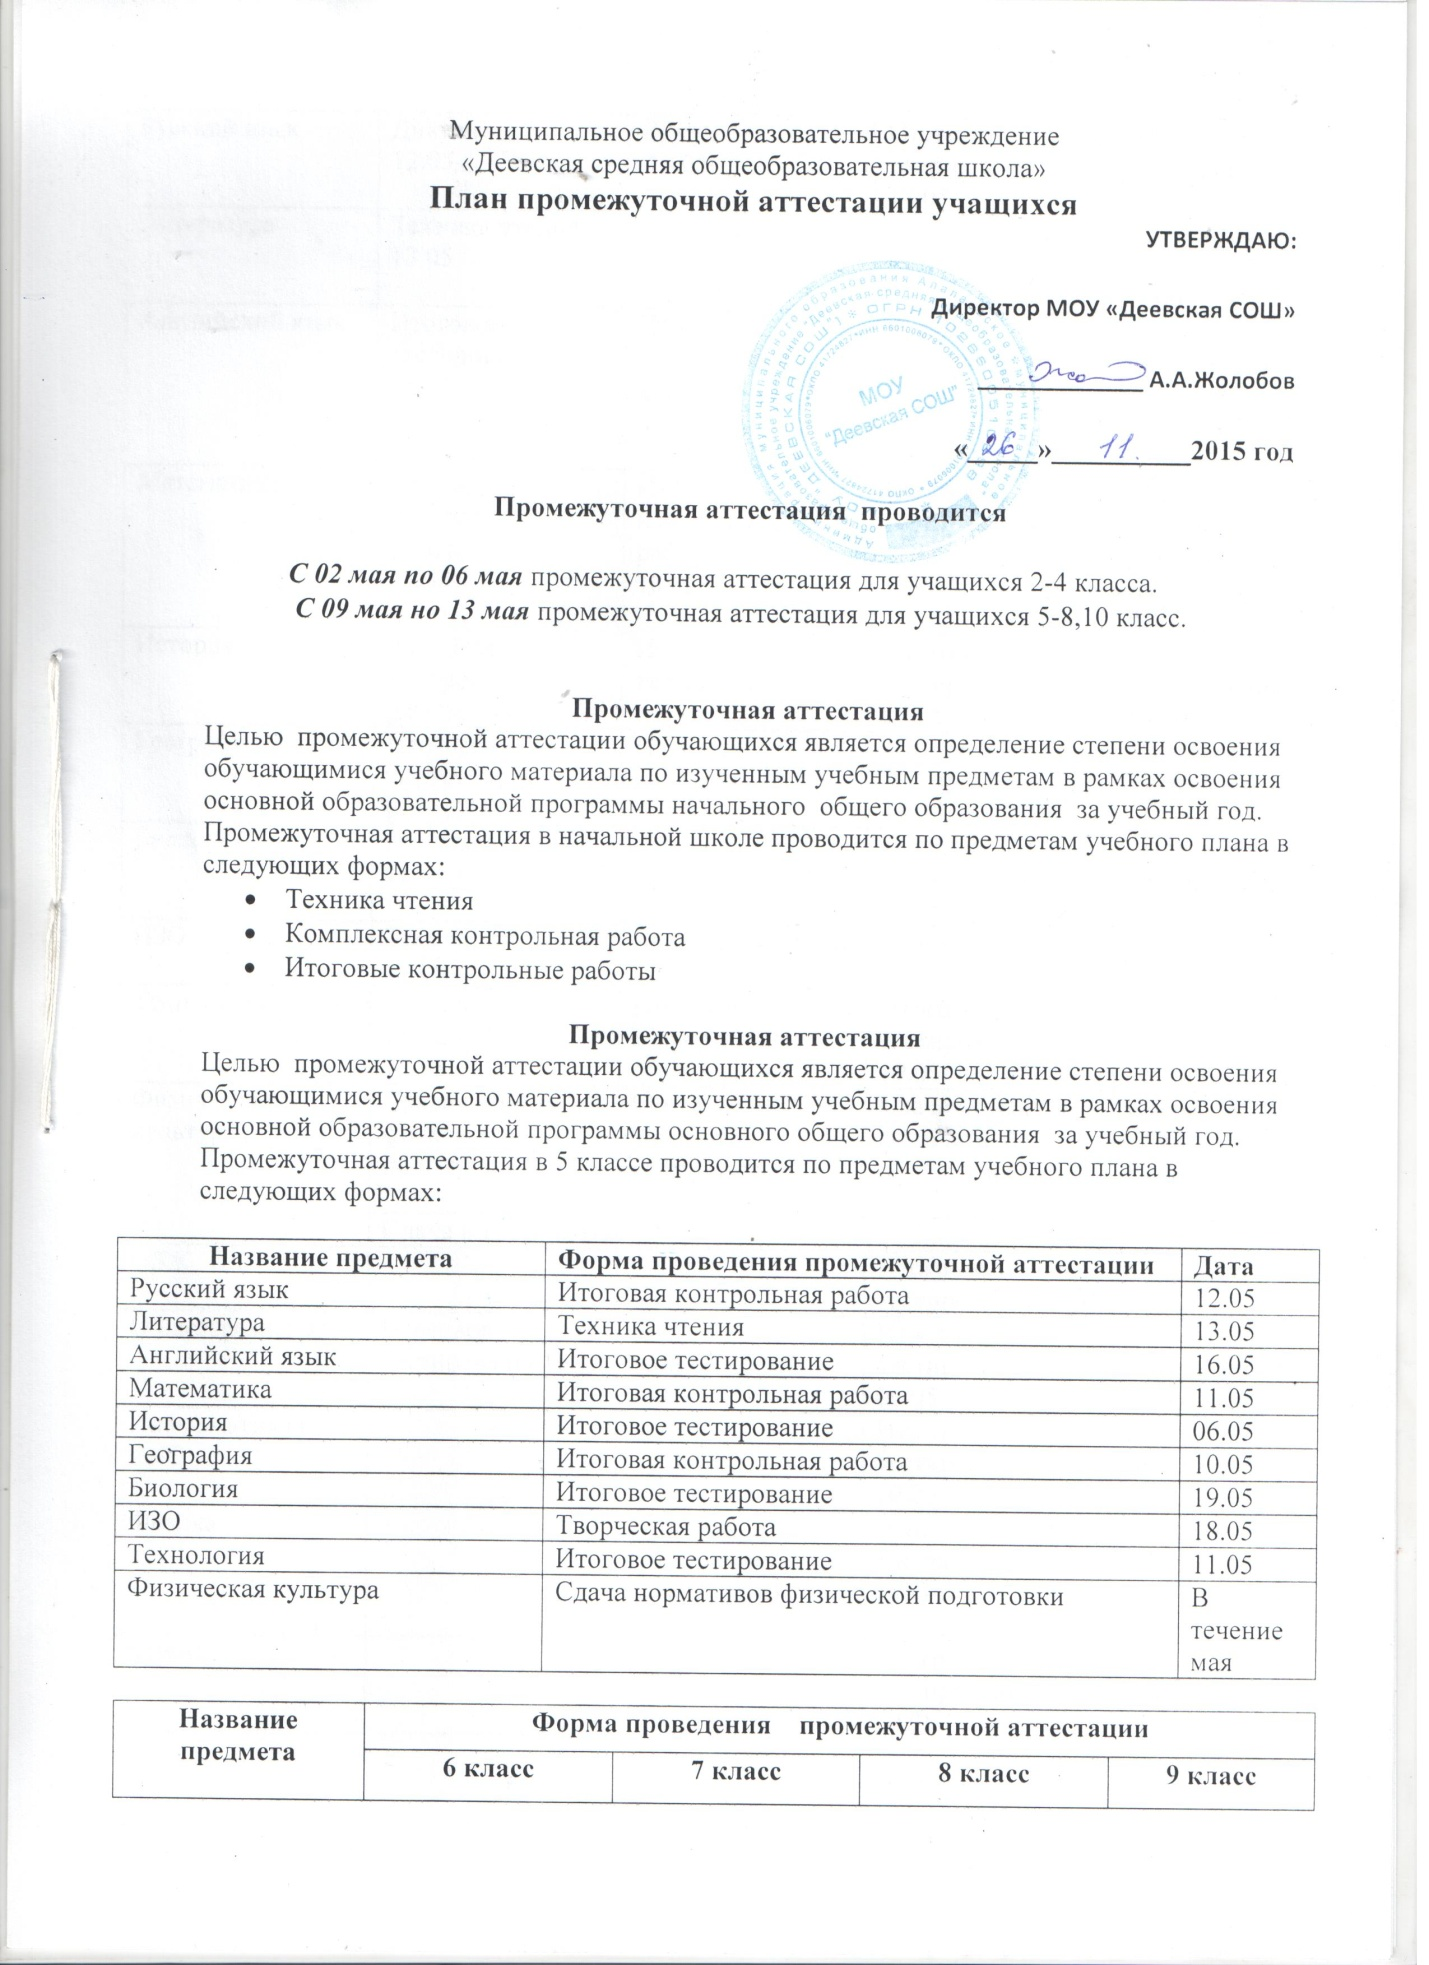 Муниципальное общеобразовательное учреждение
«Деевская средняя общеобразовательная школа»
План промежуточной аттестации учащихся
УТВЕРЖДАЮ:
Директор МОУ «Деевская СОШ»
А.А.Жолобов
«26» 11. 2015 год
МОУ
"Деевская СОШ"
Промежуточная аттестация проводится
С 02 мая по 06 мая промежуточная аттестация для учащихся 2-4 класса.
С 09 мая но 13 мая промежуточная аттестация для учащихся 5-8,10 класс.
Промежуточная аттестация
Целью промежуточной аттестации обучающихся является определение степени освоения
обучающимися учебного материала по изученным учебным предметам в рамках освоения
основной образовательной программы начального общего образования за учебный год.
Промежуточная аттестация в начальной школе проводится по предметам учебного плана в
следующих формах:
• Техника чтения
• Комплексная контрольная работа
• Итоговые контрольные работы
Промежуточная аттестация
Целью промежуточной аттестации обучающихся является определение степени освоения
обучающимися учебного материала по изученным учебным предметам в рамках освоения
основной образовательной программы основного общего образования за учебный год.
Промежуточная аттестация в 5 классе проводится по предметам учебного плана в
следующих формах:
Название предмета Форма проведения промежуточной аттестации Дата
Русский язык Итоговая контрольная работа 12.05
Литература Техника чтения 13.05
Английский язык Итоговое тестирование 16.05
Математика Итоговая контрольная работа 11.05
История Итоговое тестирование 06.05
География Итоговая контрольная работа 10.05
Биология Итоговое тестирование 19.05
ИЗО Творческая работа 18.05
Технология Итоговое тестирование 11.05
Физическая культура Сдача нормативов физической подготовки В
течение
мая
Название
предмета
Форма проведения промежуточной аттестации
6 класс 7 класс 8 класс 9 класс